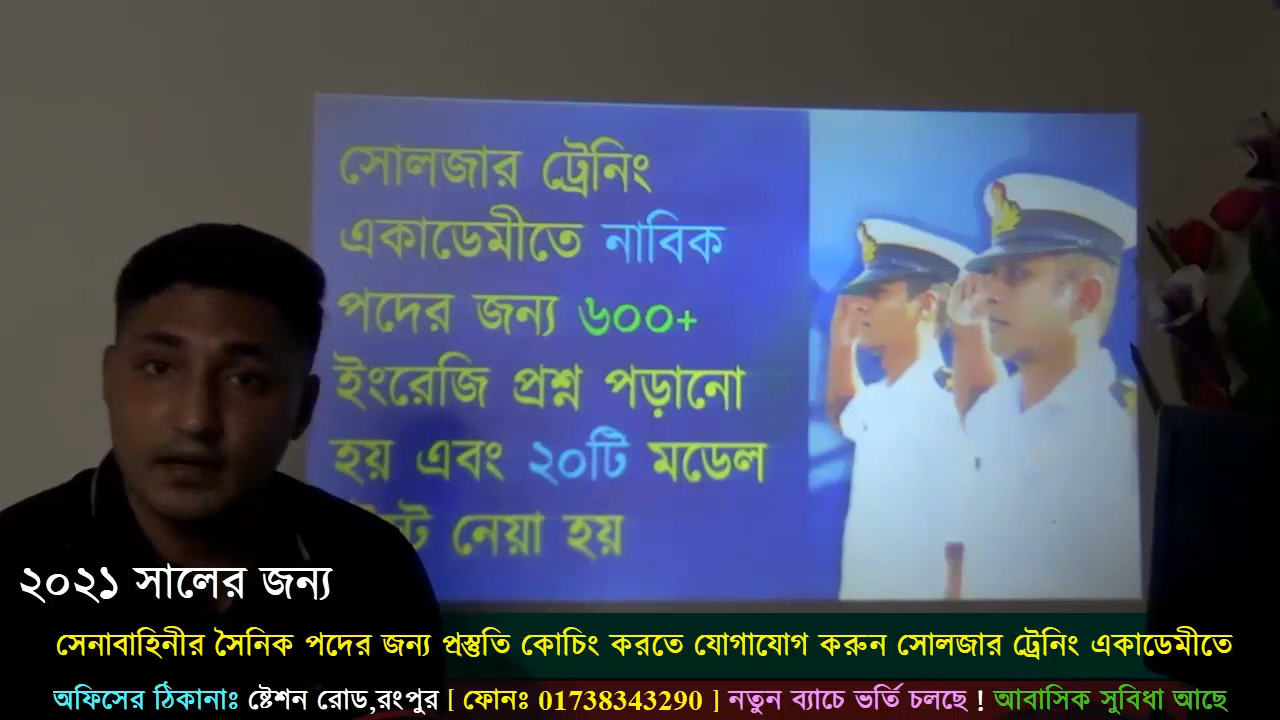 সোলজার ট্রেনিং
একাডেমীতে নাবিক
পদের জন্য ৬০০+
ইংরেজি প্রশ্ন পড়ানো
হয় এবং ২০টি মডেল
নেয়া হয়
২০২১ সালের জন্য
সেনাবাহিনীর সৈনিক পদের জন্য প্রস্তুতি কোচিং করতে যোগাযোগ করুন সোলজার ট্রেনিং একাডেমীতে
অফিসের ঠিকানাঃ ষ্টেশন রোড,রংপুর [ ফোনঃ 01738343290 ] নতুন ব্যাচে ভর্তি চলছে ! আবাসিক সুবিধা আছে